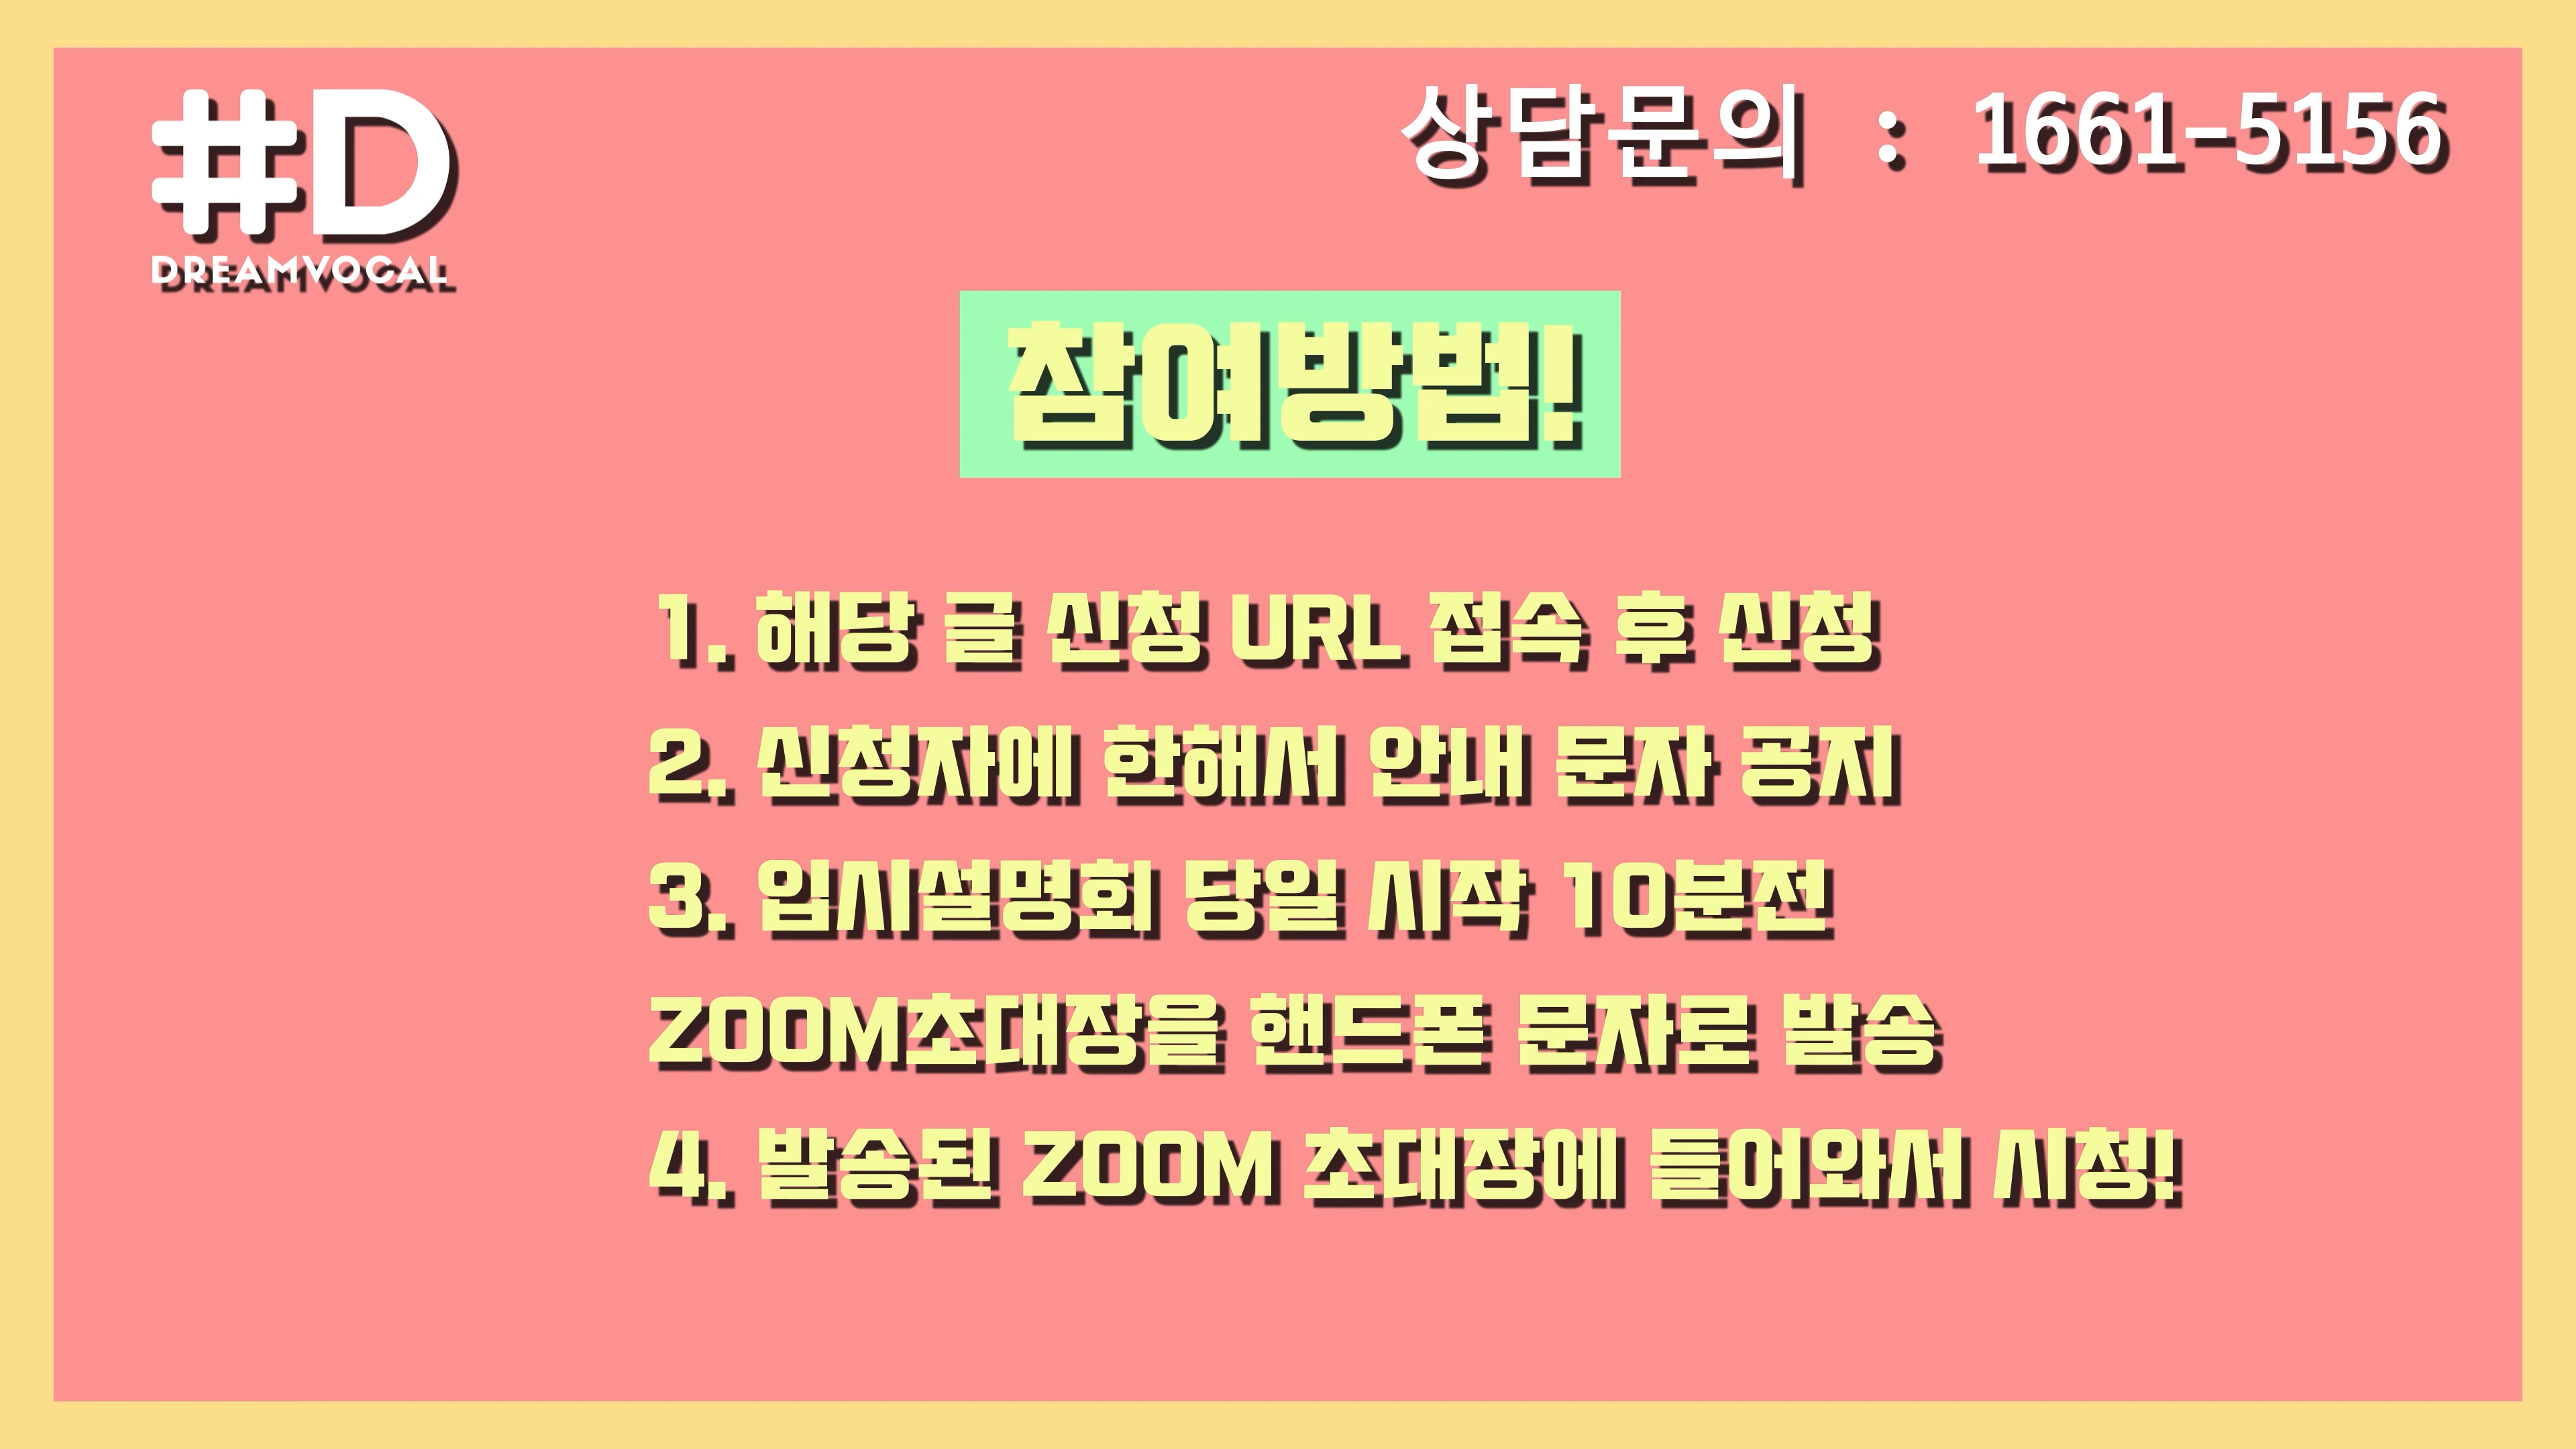 #D
DREAMVOCAL
상담문의 : 1661-5156
참여방법!
1. 해당 글 신청 URL 접속 후 신청
2. 신청자에 한해서 안내 문자 공지
3. 입시설명회 당일 시작 10분전
ZOOM초대장을 핸드폰 문자로 발송
4. 발송된 ZOOM 초대장에 들어와서 시청!